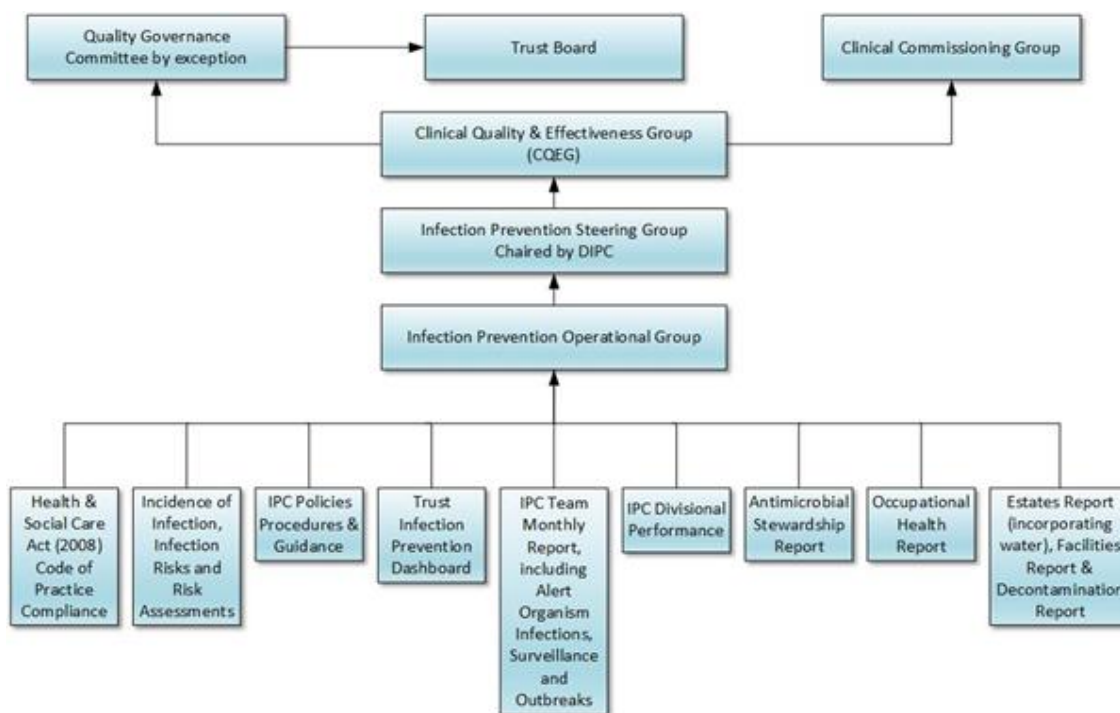 Quality Governance
Committee by exception
Trust Board
Clinical Commissioning Group
Clinical Quality & Effectiveness Group
(CQEG)
Infection Prevention Steering Group
Chaired by DIPC
Infection Prevention Operational Group
Health &
Social Care
Act (2008)
Code of
Practice
Compliance
Incidence of
Infection,
Infection
Risks and
Risk
Assessments
IPC Policies
Procedures &
Guidance
Trust
Infection
Prevention
Dashboard
IPC Team
Monthly
Report,
including
Alert
Organism
Infections,
Surveillance
and
Outbreaks
IPC Divisional
Performance
Antimicrobial
Stewardship
Report
Occupational
Health
Report
Estates Report
(incorporating
water), Facilities
Report &
Decontamination
Report